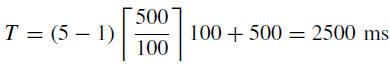 T = (5 − 1) ⌈500/100⌉ 100 + 500 = 2500 ms